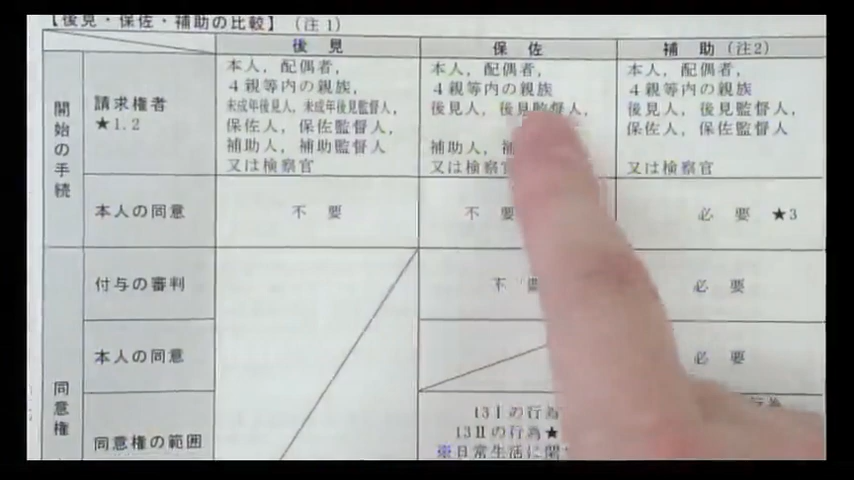 【後見・保佐・補助の比較】（注1）
後見 保佐 補助（注2）
開始の手続
請求権者
★1.2
本人，配偶者，
4親等内の親族，
未成年後見人，未成年後見監督人，
保佐人，保佐監督人，
補助人，補助監督人
又は検察官
本人，配偶者，
4親等内の親族
後見人，後見監督人，
補助人，補
又は検察官
本人，配偶者，
4親等内の親族
後見人，後見監督人，
保佐人，保佐監督人
又は検察官
本人の同意 不要 不要 必要 ★3
同意権
付与の審判 不要 必要
本人の同意 必要
同意権の範囲
13Ⅰの行為
13Ⅱの行為★
※日常生活に関